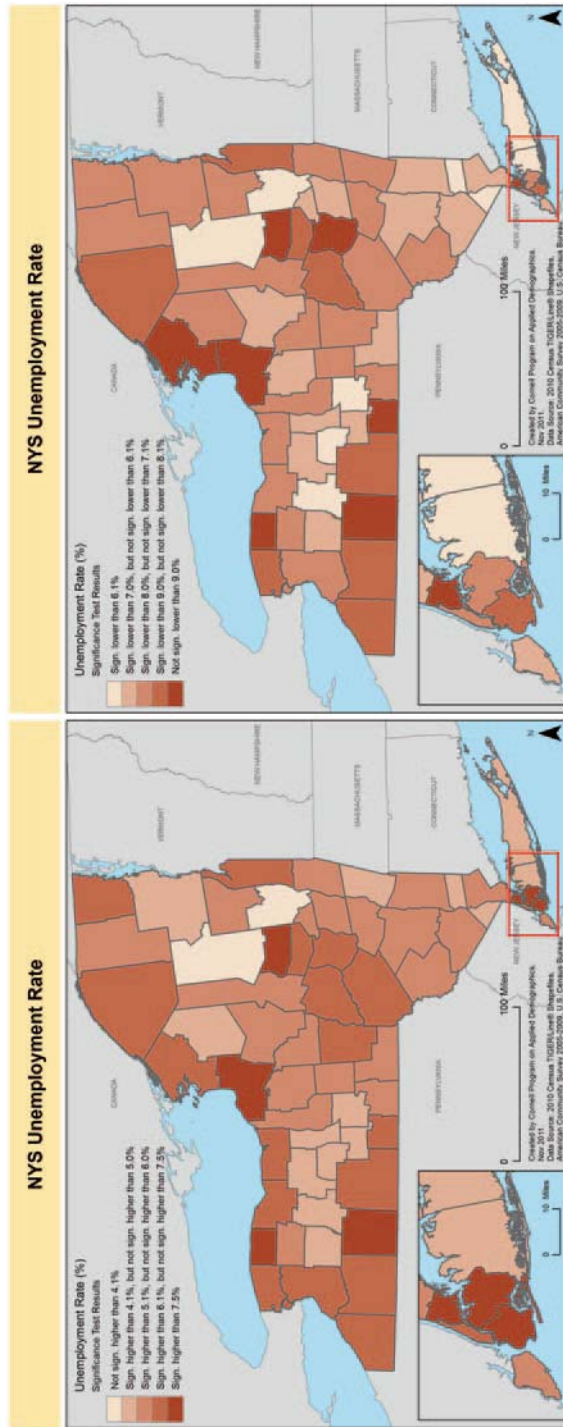 NYS Unemployment Rate
Unemployment Rate (%)
Significance Test Results
Not sign. higher than 4.1%
Sign. higher than 4.1%, but not sign. higher than 5.0%
Sign. higher than 5.1%, but not sign. higher than 6.0%
Sign. higher than 6.1%, but not sign. higher than 7.5%
Sign. higher than 7.5%
CANADA
VERMONT
NEW HAMPSHIRE
MASSACHUSETTS
CONNECTICUT
PENNSYLVANIA
NEW JERSEY
N
0 100 Miles
0 10 Miles
Created by Cornell Program on Applied Demographics.
Nov 2011.
Data Source: 2010 Census TIGER/Line® Shapefiles.
American Community Survey 2005-2009, U.S. Census Bureau
NYS Unemployment Rate
Unemployment Rate (%)
Significance Test Results
Sign. lower than 6.1%
Sign. lower than 7.0%, but not sign. lower than 6.1%
Sign. lower than 8.0%, but not sign. lower than 7.1%
Sign. lower than 9.0%, but not sign. lower than 8.1%
Not sign. lower than 9.0%
CANADA
VERMONT
NEW HAMPSHIRE
MASSACHUSETTS
CONNECTICUT
PENNSYLVANIA
NEW JERSEY
N
0 100 Miles
0 10 Miles
Created by Cornell Program on Applied Demographics.
Nov 2011.
Data Source: 2010 Census TIGER/Line® Shapefiles.
American Community Survey 2005-2009, U.S. Census Bureau